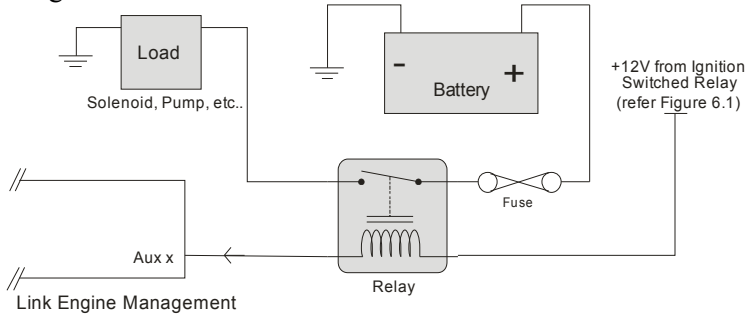 Load
Solenoid, Pump, etc..
-
+
Battery
+12V from Ignition
Switched Relay
(refer Figure 6.1)
Fuse
Aux x
Relay
Link Engine Management